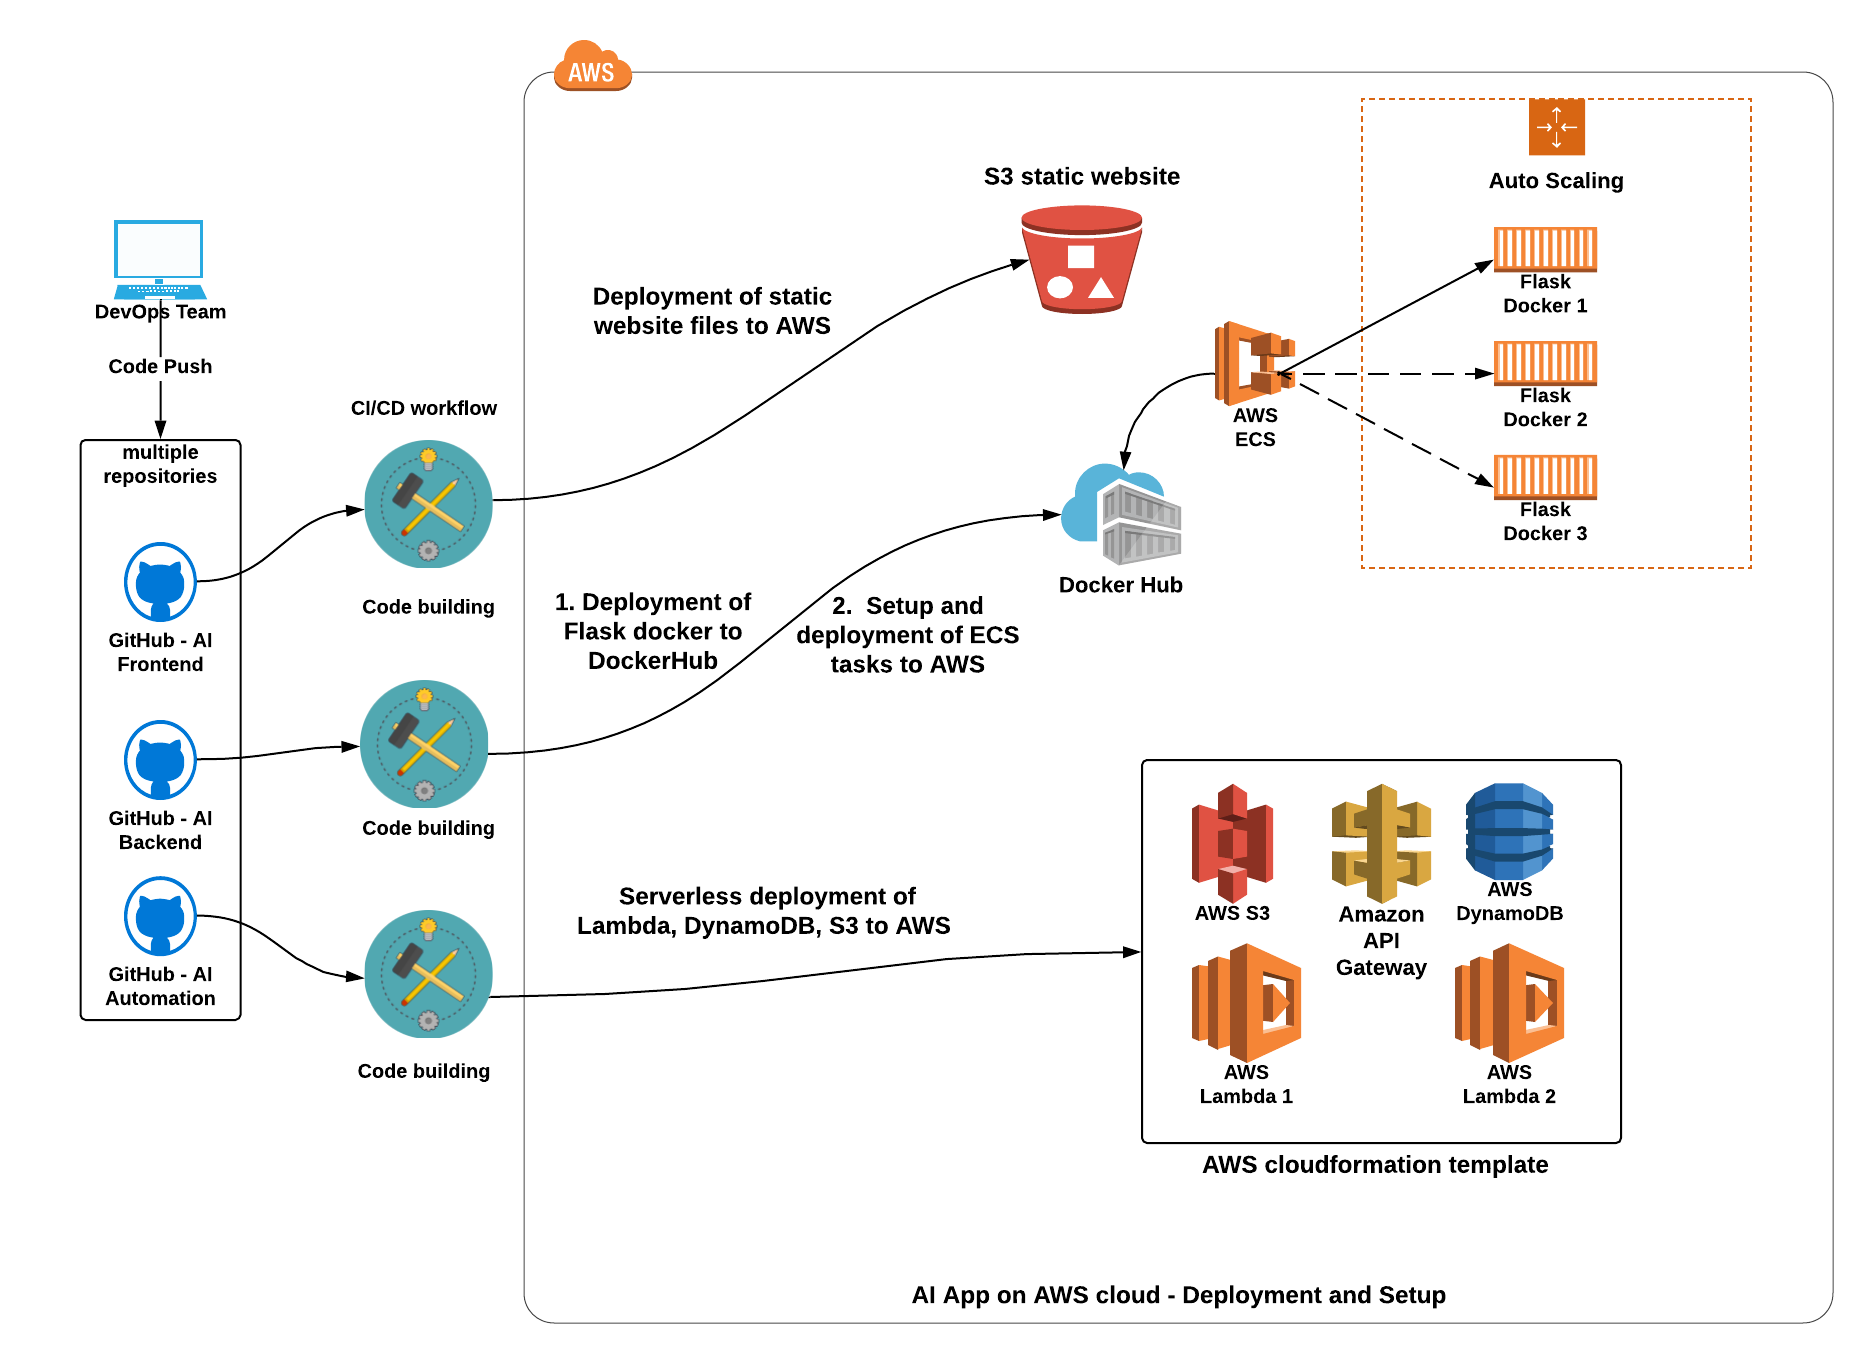 AWS
S3 static website
Auto Scaling
DevOps Team
Code Push
Deployment of static
website files to AWS
Flask
Docker 1
Flask
Docker 2
Flask
Docker 3
AWS
ECS
CI/CD workflow
multiple
repositories
GitHub - AI
Frontend
Code building
1. Deployment of
Flask docker to
DockerHub
2.  Setup and
deployment of ECS
tasks to AWS
Docker Hub
GitHub - AI
Backend
Code building
GitHub - AI
Automation
Code building
Serverless deployment of
Lambda, DynamoDB, S3 to AWS
AWS S3
Amazon
API
Gateway
AWS
DynamoDB
AWS
Lambda 1
AWS
Lambda 2
AWS cloudformation template
AI App on AWS cloud - Deployment and Setup